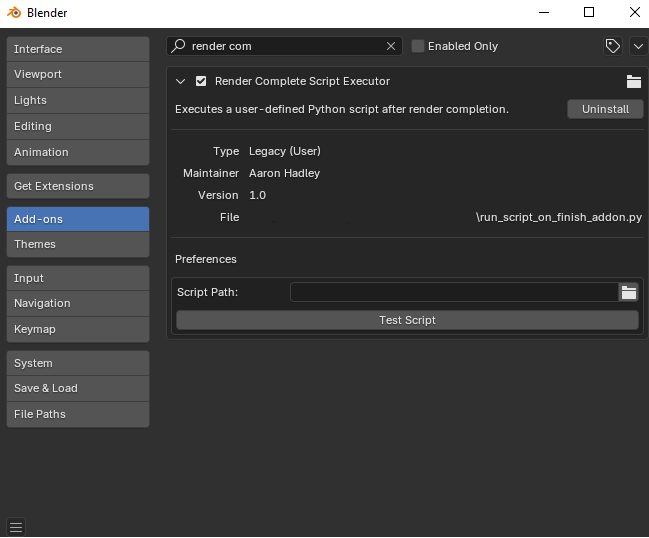 Blender
Interface
Viewport
Lights
Editing
Animation
Get Extensions
Add-ons
Themes
Input
Navigation
Keymap
System
Save & Load
File Paths
render com
Enabled Only
Render Complete Script Executor
Executes a user-defined Python script after render completion.
Uninstall
Type Legacy (User)
Maintainer Aaron Hadley
Version 1.0
File \run_script_on_finish_addon.py
Preferences
Script Path:
Test Script